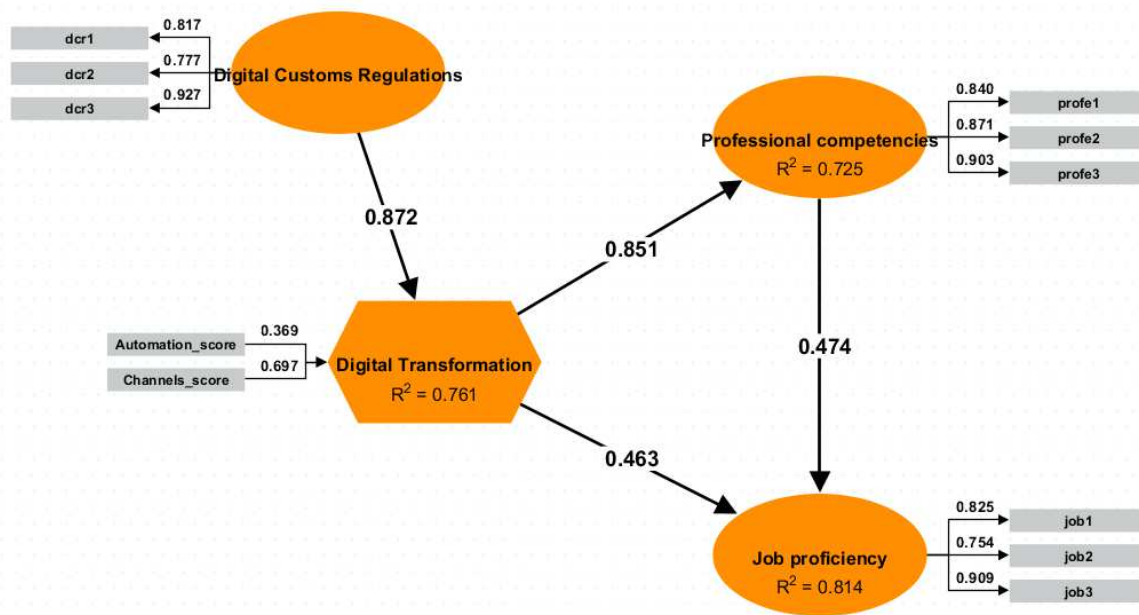 dcr1
0.817
dcr2
0.777
dcr3
0.927
Digital Customs Regulations
0.872
Automation_score
0.369
Channels_score
0.697
Digital Transformation
R² = 0.761
0.851
0.463
Professional competencies
R² = 0.725
0.840
profe1
0.871
profe2
0.903
profe3
0.474
Job proficiency
R² = 0.814
0.825
job1
0.754
job2
0.909
job3